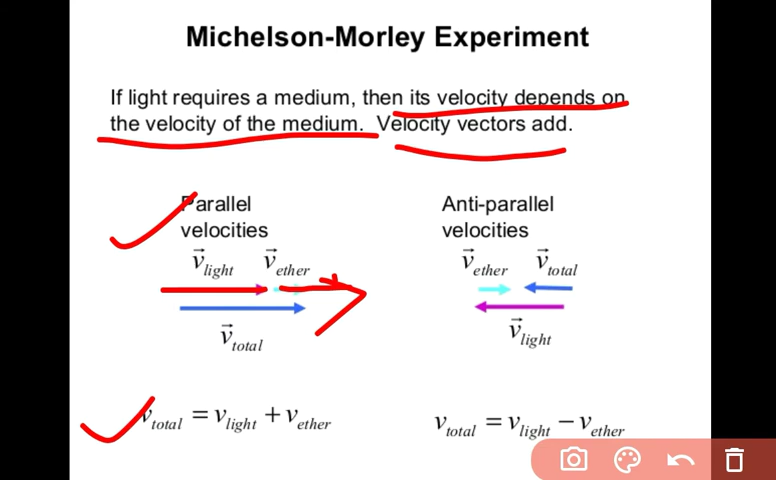 Michelson-Morley Experiment
If light requires a medium, then its velocity depends on
the velocity of the medium. Velocity vectors add.
Parallel
velocities
Anti-parallel
velocities
v⃗light v⃗ether
v⃗ether v⃗total
v⃗total
v⃗light
vtotal = vlight + vether
vtotal = vlight − vether